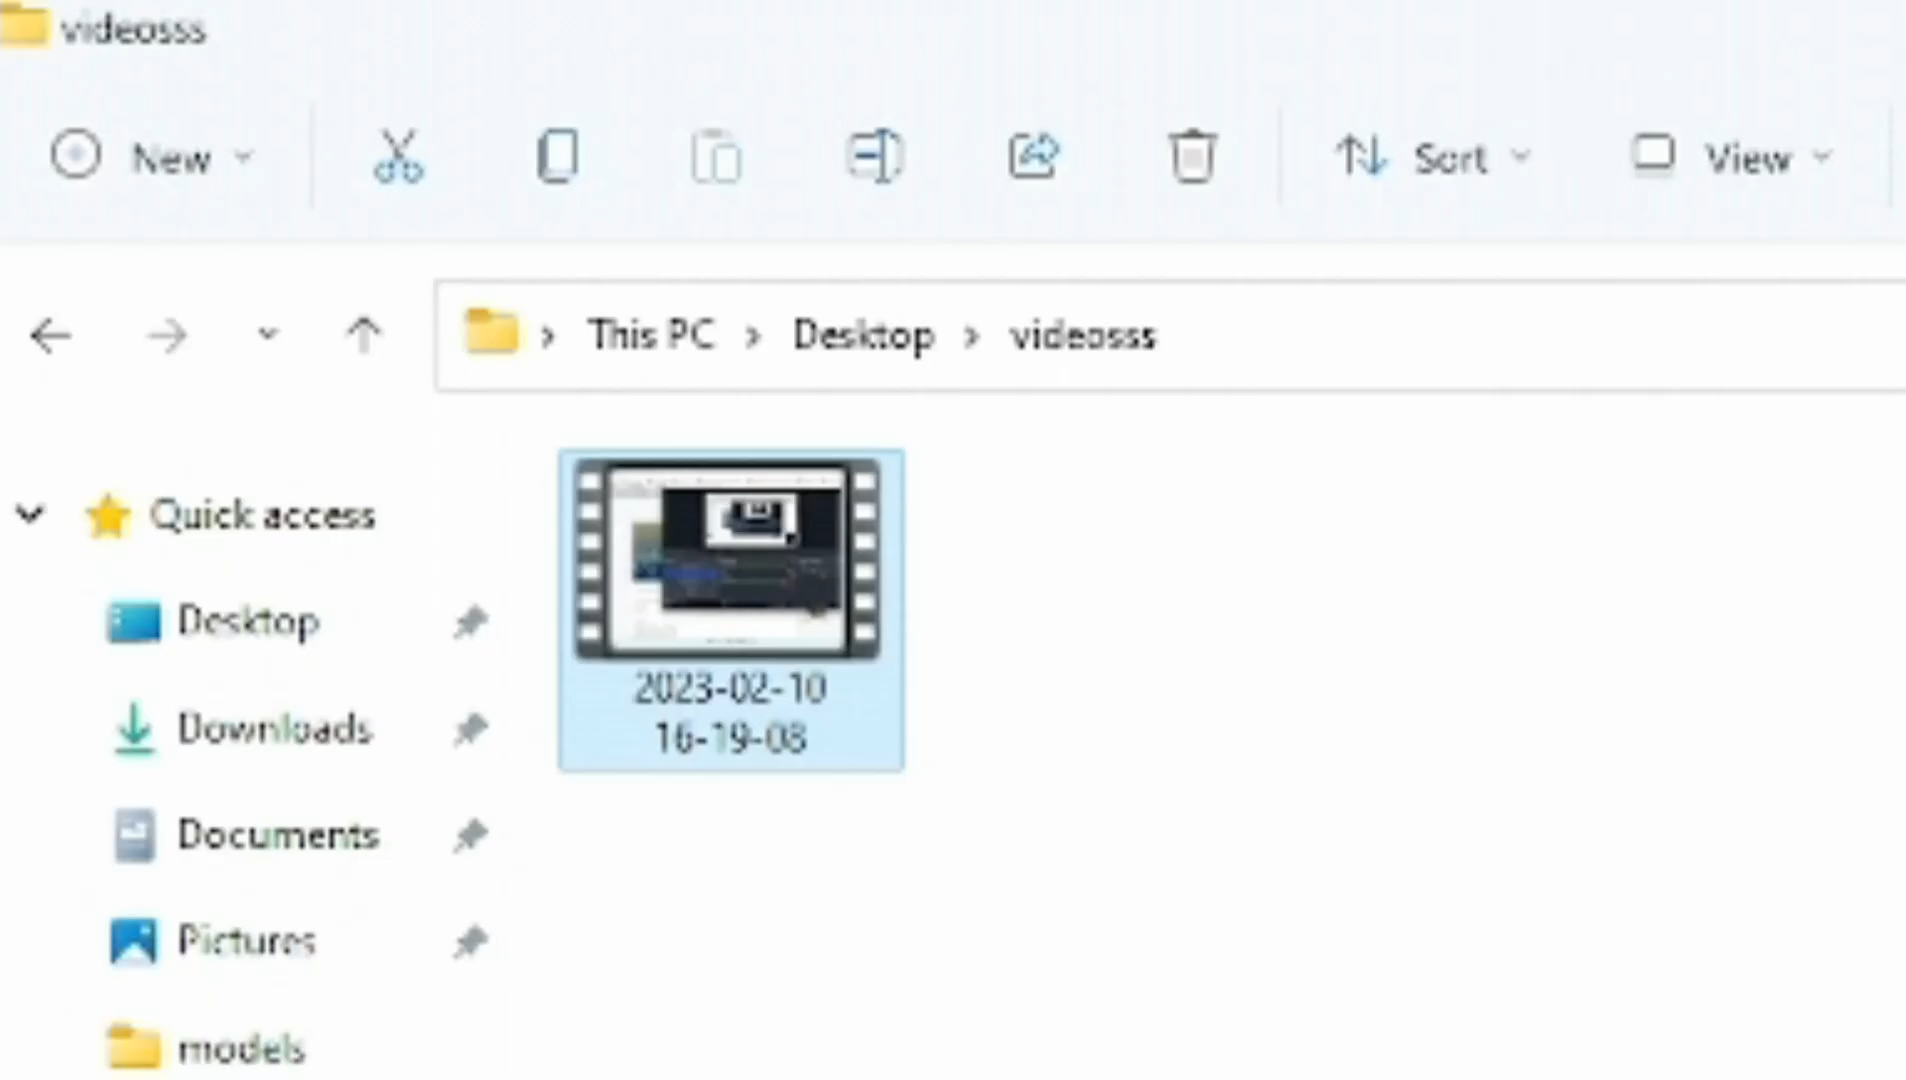 videosss
New
Sort
View
This PC > Desktop > videosss
Quick access
Desktop
Downloads
Documents
Pictures
models
2023-02-10
16-19-08